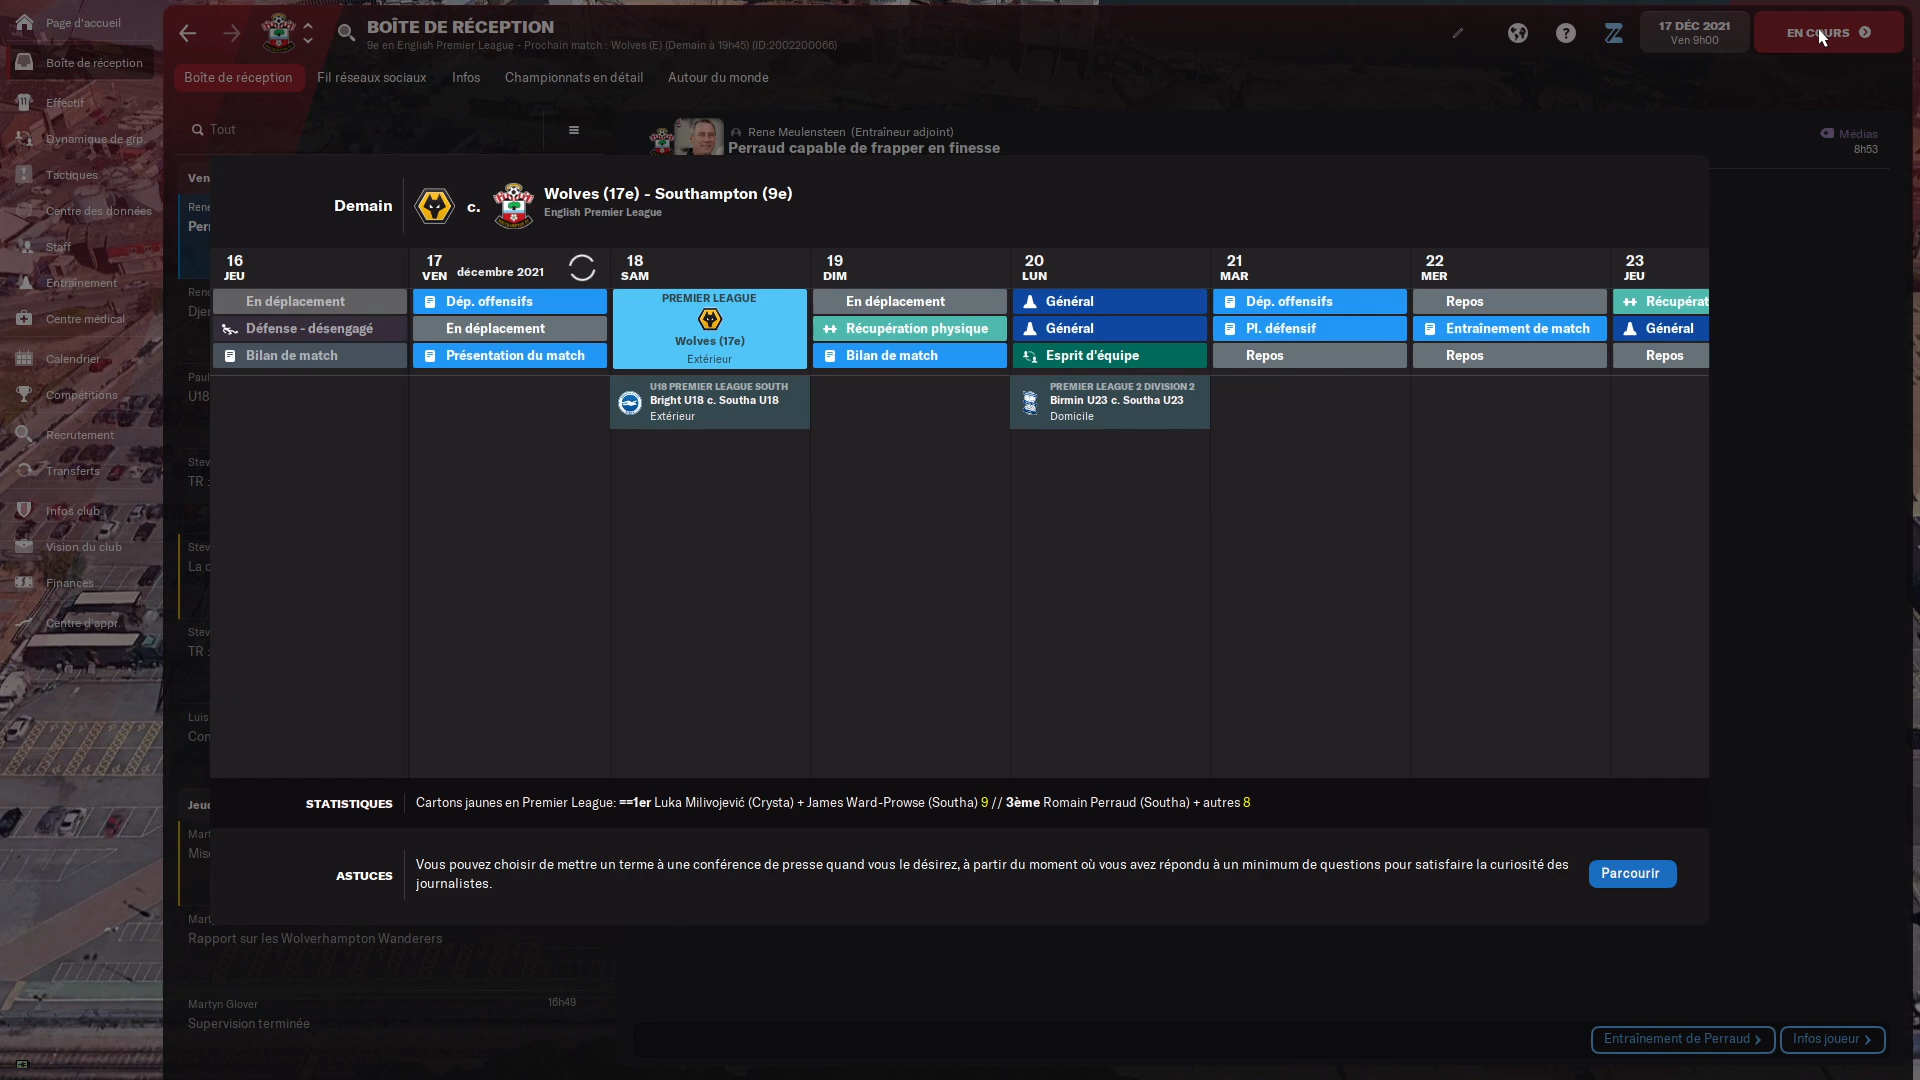 Page d'accueil
Boîte de réception
Effectif
Dynamique de grp.
Tactiques
Centre des données
Staff
Entraînement
Centre médical
Calendrier
Compétitions
Recrutement
Transferts
Infos club
Vision du club
Finances
Centre d'appr.
BOÎTE DE RÉCEPTION
9e en English Premier League - Prochain match : Wolves (E) (Demain à 19h45) (ID:2002200066)
17 DÉC 2021
Ven 9h00
EN COURS
Boîte de réception Fil réseaux sociaux Infos Championnats en détail Autour du monde
Tout
Rene Meulensteen (Entraîneur adjoint)
Perraud capable de frapper en finesse
Médias
8h53
Demain
c.
Wolves (17e) - Southampton (9e)
English Premier League
16
JEU
En déplacement
Défense - désengagé
Bilan de match
17
VEN décembre 2021
Dép. offensifs
En déplacement
Présentation du match
18
SAM
PREMIER LEAGUE
Wolves (17e)
Extérieur
U18 PREMIER LEAGUE SOUTH
Bright U18 c. Southa U18
Extérieur
19
DIM
En déplacement
Récupération physique
Bilan de match
20
LUN
Général
Général
Esprit d'équipe
PREMIER LEAGUE 2 DIVISION 2
Birmin U23 c. Southa U23
Domicile
21
MAR
Dép. offensifs
Pl. défensif
Repos
22
MER
Repos
Entraînement de match
Repos
23
JEU
Récupérat
Général
Repos
STATISTIQUES
Cartons jaunes en Premier League: ==1er Luka Milivojević (Crysta) + James Ward-Prowse (Southa) 9 // 3ème Romain Perraud (Southa) + autres 8
ASTUCES
Vous pouvez choisir de mettre un terme à une conférence de presse quand vous le désirez, à partir du moment où vous avez répondu à un minimum de questions pour satisfaire la curiosité des
journalistes.
Parcourir
Rapport sur les Wolverhampton Wanderers
Martyn Glover
16h49
Supervision terminée
Entraînement de Perraud
Infos joueur